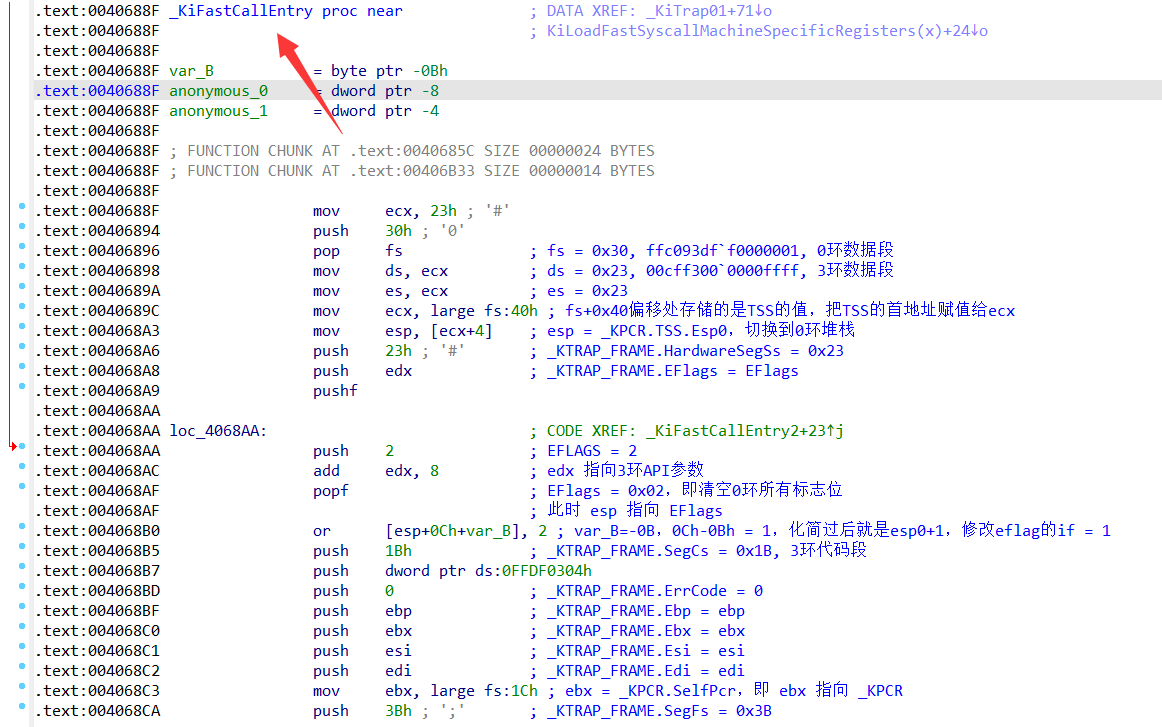 .text:0040688F _KiFastCallEntry proc near ; DATA XREF: _KiTrap01+71↓o
.text:0040688F ; KiLoadFastSyscallMachineSpecificRegisters(x)+24↓o
.text:0040688F
.text:0040688F var_B = byte ptr -0Bh
.text:0040688F anonymous_0 = dword ptr -8
.text:0040688F anonymous_1 = dword ptr -4
.text:0040688F
.text:0040688F ; FUNCTION CHUNK AT .text:0040685C SIZE 00000024 BYTES
.text:0040688F ; FUNCTION CHUNK AT .text:00406B33 SIZE 00000014 BYTES
.text:0040688F
.text:0040688F mov ecx, 23h ; '#'
.text:00406894 push 30h ; '0'
.text:00406896 pop fs ; fs = 0x30, ffc093df`f0000001, 0环数据段
.text:00406898 mov ds, ecx ; ds = 0x23, 00cff300`0000ffff, 3环数据段
.text:0040689A mov es, ecx ; es = 0x23
.text:0040689C mov ecx, large fs:40h ; fs+0x40偏移处存储的是TSS的值，把TSS的首地址赋值给ecx
.text:004068A3 mov esp, [ecx+4] ; esp = _KPCR.TSS.Esp0，切换到0环堆栈
.text:004068A6 push 23h ; '#' ; _KTRAP_FRAME.HardwareSegSs = 0x23
.text:004068A8 push edx ; _KTRAP_FRAME.EFlags = EFlags
.text:004068A9 pushf
.text:004068AA
.text:004068AA loc_4068AA: ; CODE XREF: _KiFastCallEntry2+23↑j
.text:004068AA push 2 ; EFLAGS = 2
.text:004068AC add edx, 8 ; edx 指向3环API参数
.text:004068AF popf ; EFlags = 0x02，即清空0环所有标志位
.text:004068AF ; 此时 esp 指向 EFlags
.text:004068B0 or [esp+0Ch+var_B], 2 ; var_B=-0B，0Ch-0Bh = 1，化简过后就是esp0+1，修改eflag的if = 1
.text:004068B5 push 1Bh ; _KTRAP_FRAME.SegCs = 0x1B, 3环代码段
.text:004068B7 push dword ptr ds:0FFDF0304h
.text:004068BD push 0 ; _KTRAP_FRAME.ErrCode = 0
.text:004068BF push ebp ; _KTRAP_FRAME.Ebp = ebp
.text:004068C0 push ebx ; _KTRAP_FRAME.Ebx = ebx
.text:004068C1 push esi ; _KTRAP_FRAME.Esi = esi
.text:004068C2 push edi ; _KTRAP_FRAME.Edi = edi
.text:004068C3 mov ebx, large fs:1Ch ; ebx = _KPCR.SelfPcr，即 ebx 指向 _KPCR
.text:004068CA push 3Bh ; ';' ; _KTRAP_FRAME.SegFs = 0x3B